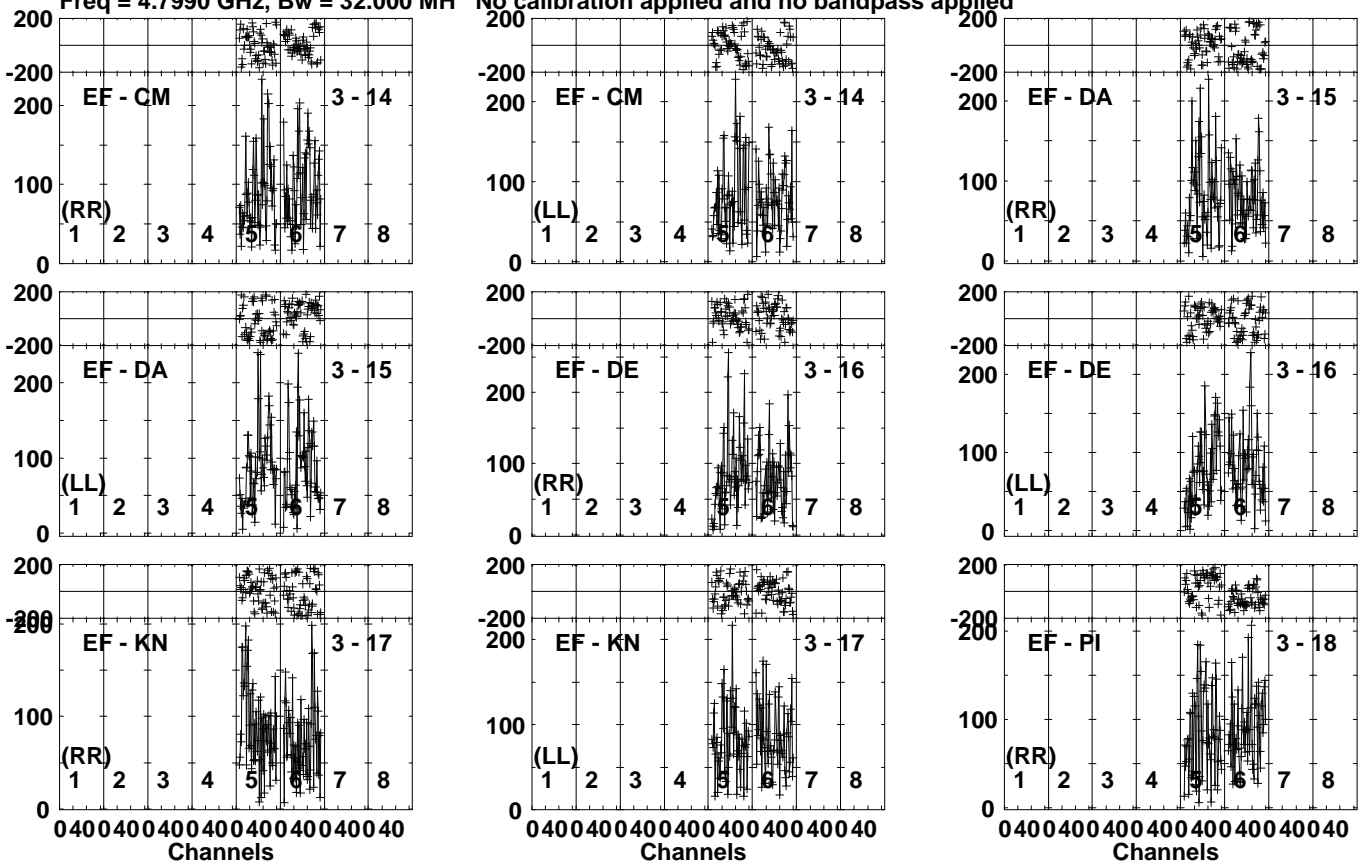 Freq = 4.7990 GHz, Bw = 32.000 MH No calibration applied and no bandpass applied
200 200 200
-200 -200 -200
EF - CM 3 - 14 EF - CM 3 - 14 EF - DA 3 - 15
200 200 200
100 100 100
(RR) (LL) (RR)
1 2 3 4 5 6 7 8 1 2 3 4 5 6 7 8 1 2 3 4 5 6 7 8
0 0 0
200 200 200
-200 -200 -200
EF - DA 3 - 15 EF - DE 3 - 16 EF - DE 3 - 16
200 200 200
100 100 100
(LL) (RR) (LL)
1 2 3 4 5 6 7 8 1 2 3 4 5 6 7 8 1 2 3 4 5 6 7 8
0 0 0
200 200 200
-200 -200 -200
200 200 200
EF - KN 3 - 17 EF - KN 3 - 17 EF - PI 3 - 18
100 100 100
(RR) (LL) (RR)
1 2 3 4 5 6 7 8 1 2 3 4 5 6 7 8 1 2 3 4 5 6 7 8
0 0 0
0 40 0 40 0 40 0 40 0 40 0 40 0 40 0 40 0 40 0 40 0 40 0 40 0 40 0 40 0 40 0 40 0 40 0 40 0 40 0 40 0 40 0 40 0 40 0 40
Channels Channels Channels